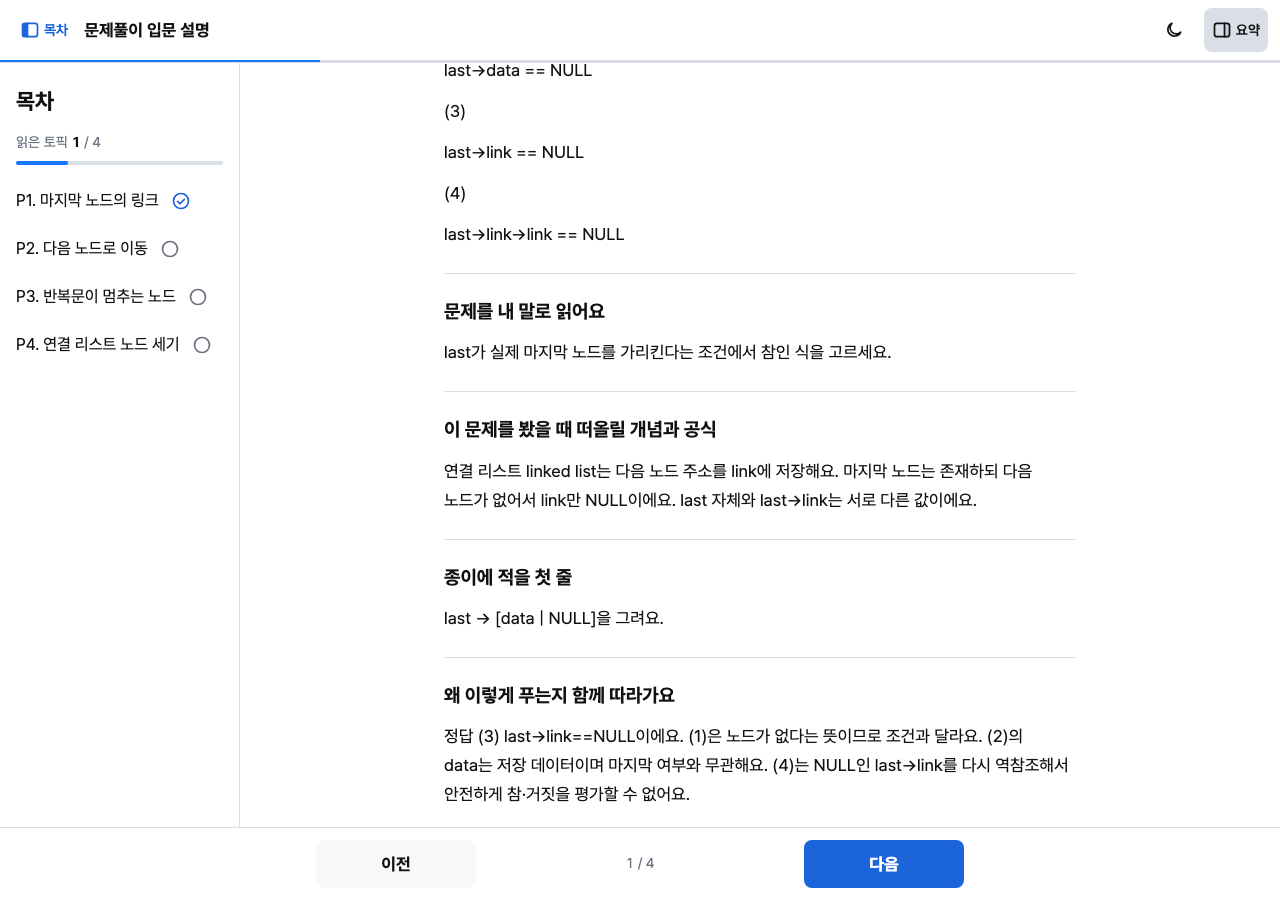 목차
문제풀이 입문 설명
요약
목차
읽은 토픽 1 / 4
P1. 마지막 노드의 링크
P2. 다음 노드로 이동
P3. 반복문이 멈추는 노드
P4. 연결 리스트 노드 세기
last→data == NULL
(3)
last→link == NULL
(4)
last→link→link == NULL
문제를 내 말로 읽어요
last가 실제 마지막 노드를 가리킨다는 조건에서 참인 식을 고르세요.
이 문제를 봤을 때 떠올릴 개념과 공식
연결 리스트 linked list는 다음 노드 주소를 link에 저장해요. 마지막 노드는 존재하되 다음
노드가 없어서 link만 NULL이에요. last 자체와 last→link는 서로 다른 값이에요.
종이에 적을 첫 줄
last → [data | NULL]을 그려요.
왜 이렇게 푸는지 함께 따라가요
정답 (3) last→link==NULL이에요. (1)은 노드가 없다는 뜻이므로 조건과 달라요. (2)의
data는 저장 데이터이며 마지막 여부와 무관해요. (4)는 NULL인 last→link를 다시 역참조해서
안전하게 참·거짓을 평가할 수 없어요.
이전
1 / 4
다음